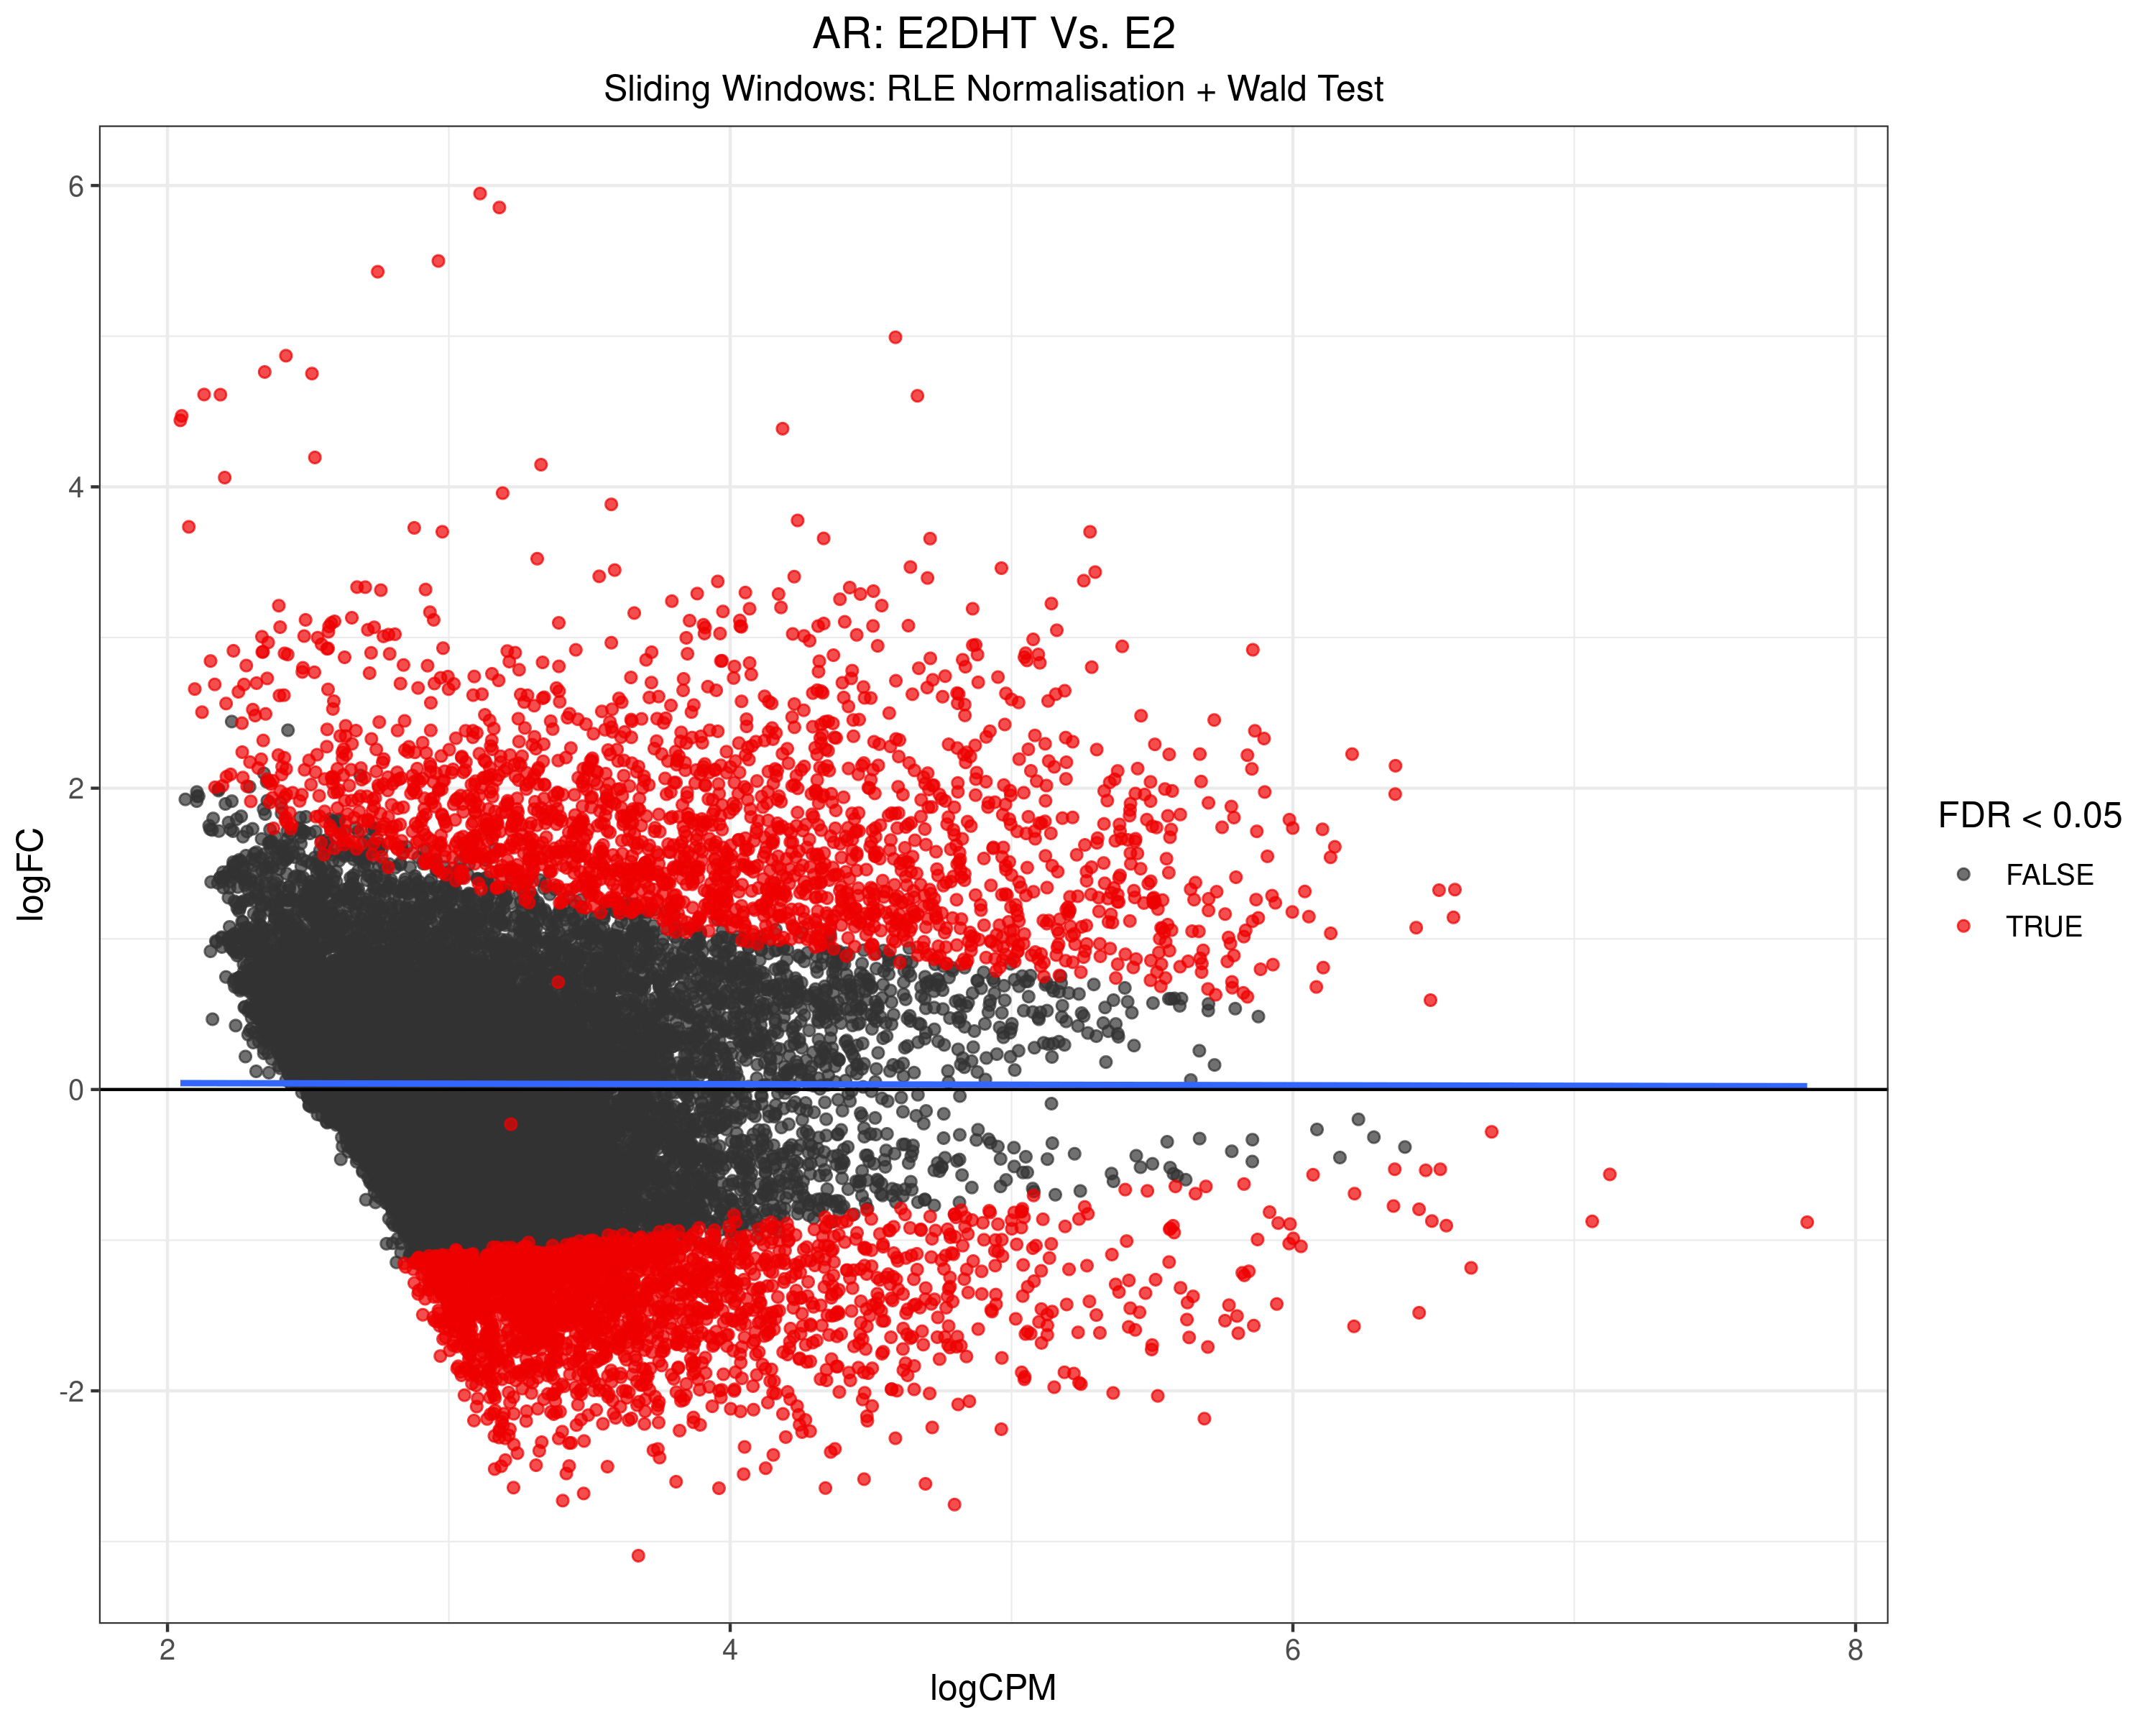 AR: E2DHT Vs. E2
Sliding Windows: RLE Normalisation + Wald Test
6
4
2
0
-2
logFC
2
4
6
8
logCPM
FDR < 0.05
FALSE
TRUE